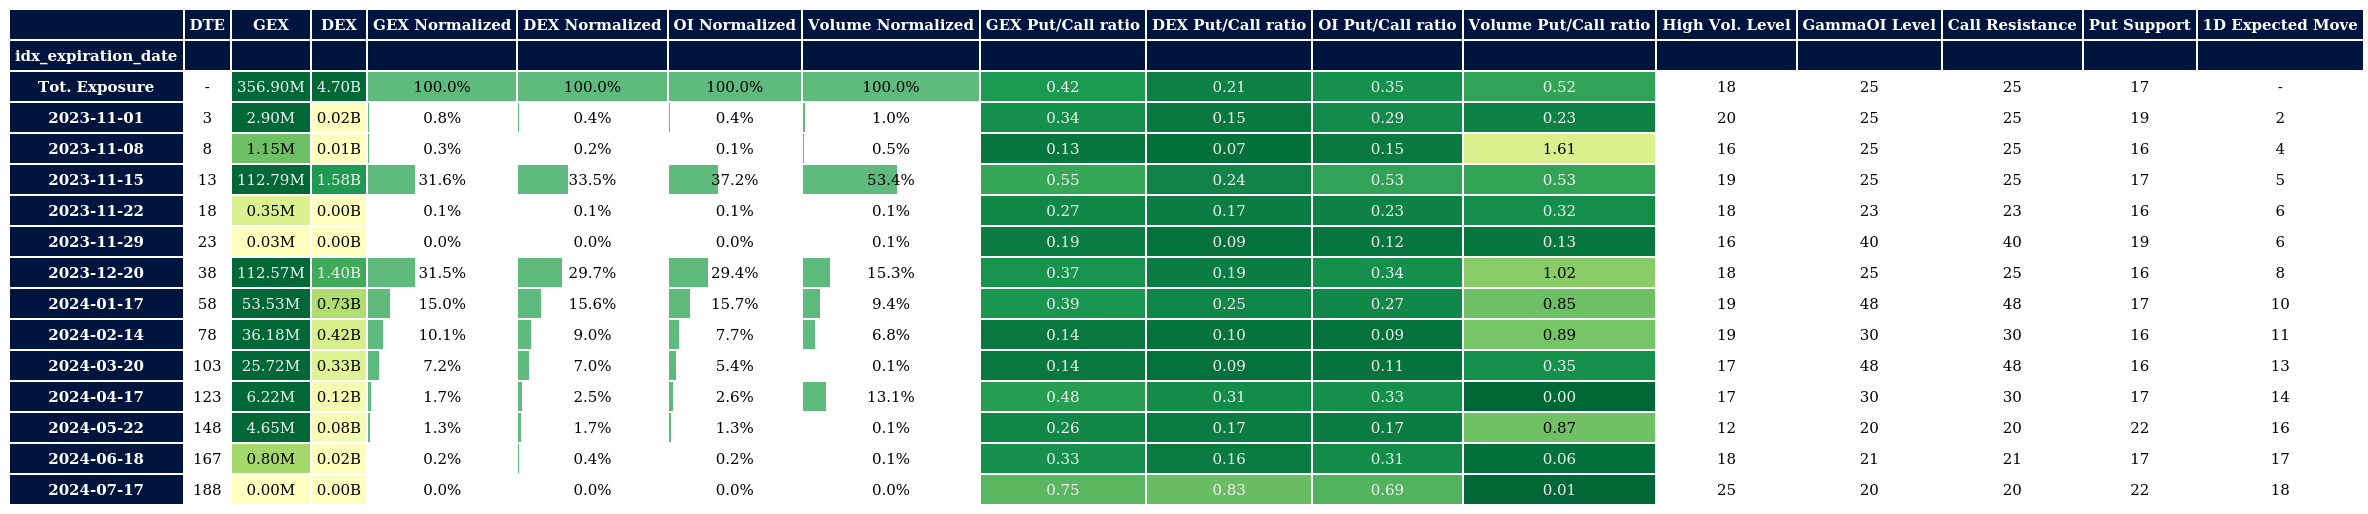 DTE GEX DEX GEX Normalized DEX Normalized OI Normalized Volume Normalized GEX Put/Call ratio DEX Put/Call ratio OI Put/Call ratio Volume Put/Call ratio High Vol. Level GammaOI Level Call Resistance Put Support 1D Expected Move
idx_expiration_date
Tot. Exposure - 356.90M 4.70B 100.0% 100.0% 100.0% 100.0% 0.42 0.21 0.35 0.52 18 25 25 17 -
2023-11-01 3 2.90M 0.02B 0.8% 0.4% 0.4% 1.0% 0.34 0.15 0.29 0.23 20 25 25 19 2
2023-11-08 8 1.15M 0.01B 0.3% 0.2% 0.1% 0.5% 0.13 0.07 0.15 1.61 16 25 25 16 4
2023-11-15 13 112.79M 1.58B 31.6% 33.5% 37.2% 53.4% 0.55 0.24 0.53 0.53 19 25 25 17 5
2023-11-22 18 0.35M 0.00B 0.1% 0.1% 0.1% 0.1% 0.27 0.17 0.23 0.32 18 23 23 16 6
2023-11-29 23 0.03M 0.00B 0.0% 0.0% 0.0% 0.1% 0.19 0.09 0.12 0.13 16 40 40 19 6
2023-12-20 38 112.57M 1.40B 31.5% 29.7% 29.4% 15.3% 0.37 0.19 0.34 1.02 18 25 25 16 8
2024-01-17 58 53.53M 0.73B 15.0% 15.6% 15.7% 9.4% 0.39 0.25 0.27 0.85 19 48 48 17 10
2024-02-14 78 36.18M 0.42B 10.1% 9.0% 7.7% 6.8% 0.14 0.10 0.09 0.89 19 30 30 16 11
2024-03-20 103 25.72M 0.33B 7.2% 7.0% 5.4% 0.1% 0.14 0.09 0.11 0.35 17 48 48 16 13
2024-04-17 123 6.22M 0.12B 1.7% 2.5% 2.6% 13.1% 0.48 0.31 0.33 0.00 17 30 30 17 14
2024-05-22 148 4.65M 0.08B 1.3% 1.7% 1.3% 0.1% 0.26 0.17 0.17 0.87 12 20 20 22 16
2024-06-18 167 0.80M 0.02B 0.2% 0.4% 0.2% 0.1% 0.33 0.16 0.31 0.06 18 21 21 17 17
2024-07-17 188 0.00M 0.00B 0.0% 0.0% 0.0% 0.0% 0.75 0.83 0.69 0.01 25 20 20 22 18